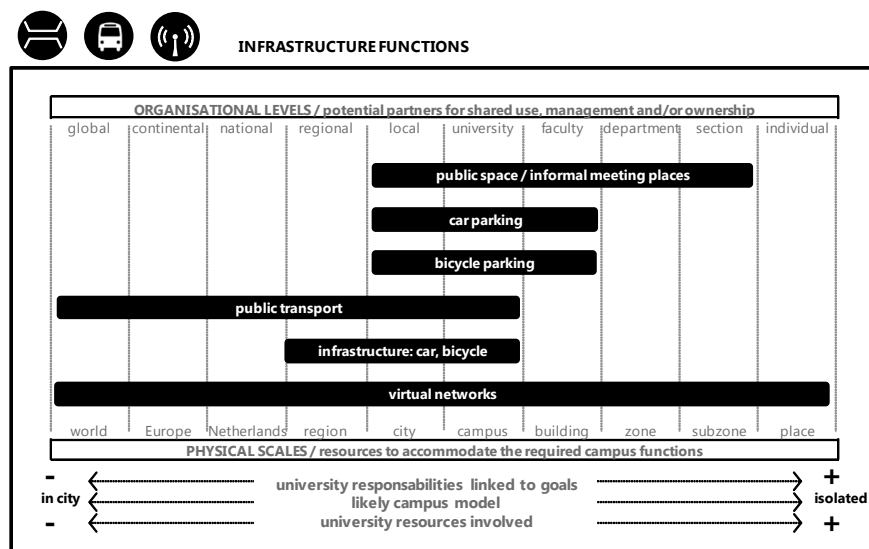 INFRASTRUCTURE FUNCTIONS
ORGANISATIONAL LEVELS / potential partners for shared use, management and/or ownership
global continental national regional local university faculty department section individual
public space / informal meeting places
car parking
bicycle parking
public transport
infrastructure: car, bicycle
virtual networks
world Europe Netherlands region city campus building zone subzone place
PHYSICAL SCALES / resources to accommodate the required campus functions
- university responsabilities linked to goals +
in city likely campus model isolated
- university resources involved +